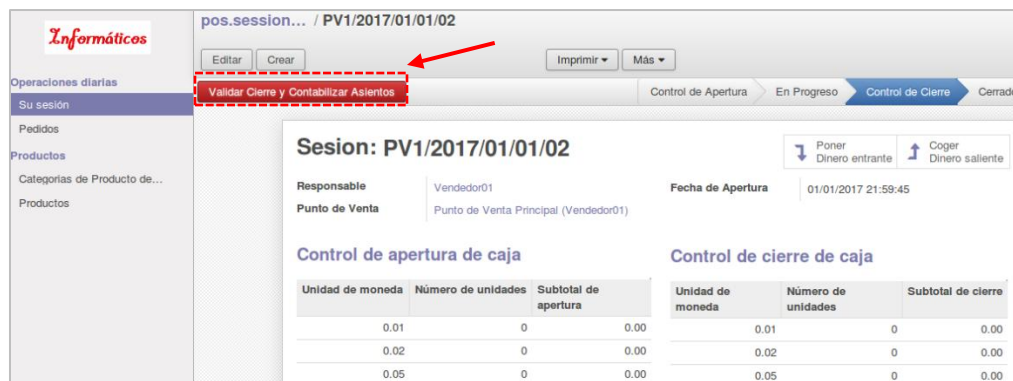 Informáticos
Operaciones diarias
Su sesión
Pedidos
Productos
Categorias de Producto de...
Productos
pos.session... / PV1/2017/01/01/02
Editar Crear Imprimir Más
Validar Cierre y Contabilizar Asientos
Control de Apertura En Progreso Control de Cierre Cerrado
Sesion: PV1/2017/01/01/02
Poner Dinero entrante
Coger Dinero saliente
Responsable Vendedor01 Fecha de Apertura 01/01/2017 21:59:45
Punto de Venta Punto de Venta Principal (Vendedor01)
Control de apertura de caja
Unidad de moneda Número de unidades Subtotal de apertura
0.01 0 0.00
0.02 0 0.00
0.05 0 0.00
Control de cierre de caja
Unidad de moneda Número de unidades Subtotal de cierre
0.01 0 0.00
0.02 0 0.00
0.05 0 0.00